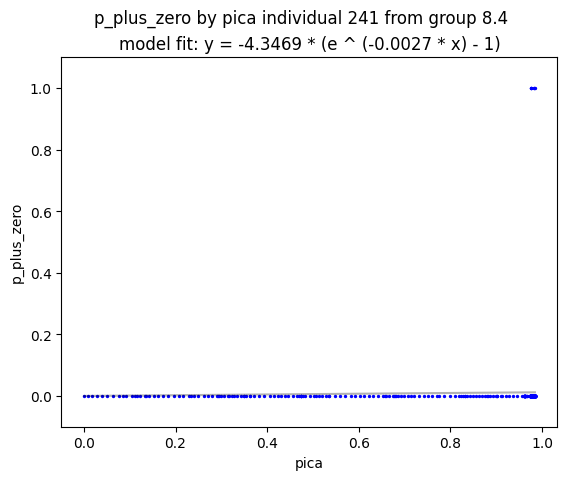 p_plus_zero by pica individual 241 from group 8.4
model fit: y = -4.3469 * (e ^ (-0.0027 * x) - 1)
1.0
0.8
0.6
0.4
0.2
0.0
p_plus_zero
0.0 0.2 0.4 0.6 0.8 1.0
pica